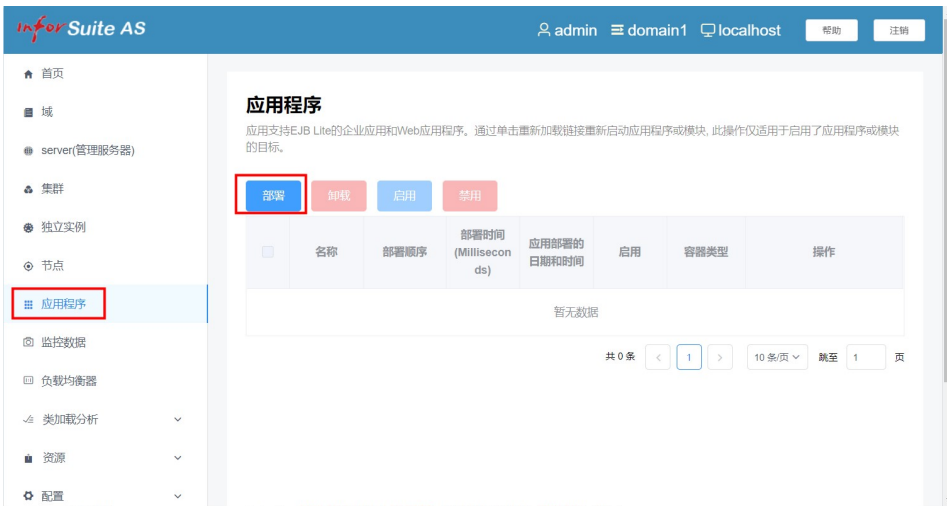 InforSuite AS
admin domain1 localhost 帮助 注销
首页
域
server(管理服务器)
集群
独立实例
节点
应用程序
监控数据
负载均衡器
类加载分析
资源
配置
应用程序
应用支持EJB Lite的企业应用和Web应用程序。通过单击重新加载链接重新启动应用程序或模块, 此操作仅适用于启用了应用程序或模块
的目标。
部署 卸载 启用 禁用
名称 部署顺序 部署时间(Milliseconds) 应用部署的日期和时间 启用 容器类型 操作
暂无数据
共 0 条 < 1 > 10 条/页 跳至 1 页